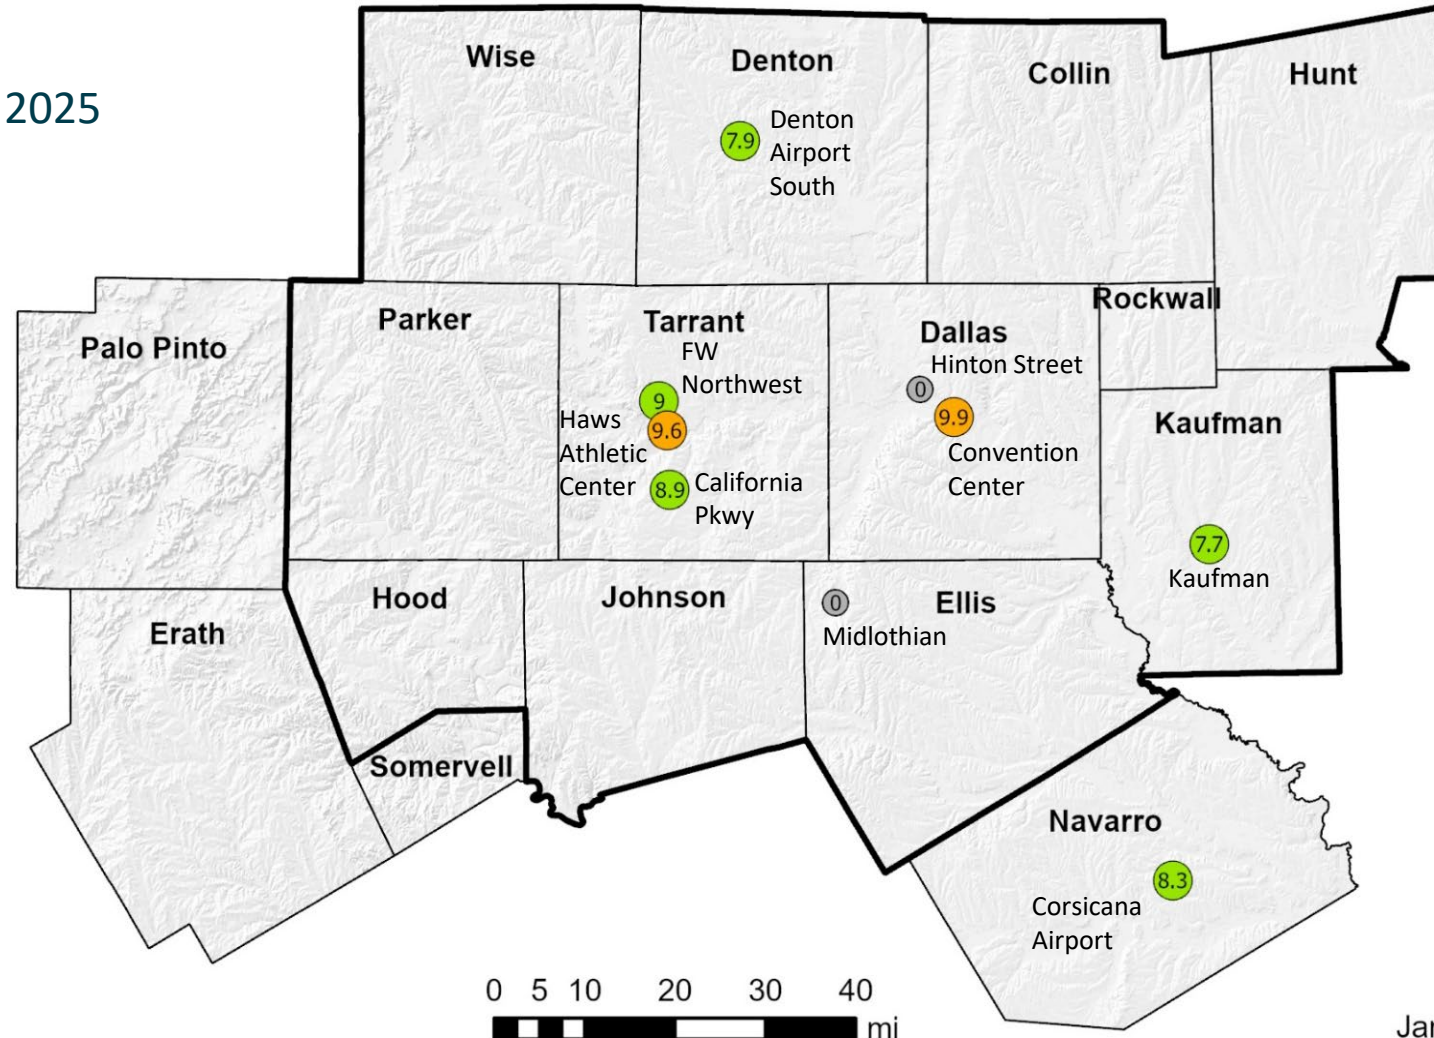 2025
Wise
Denton
Collin
Hunt
7.9
Denton
Airport
South
Palo Pinto
Parker
Tarrant
FW
Northwest
9
9.6
Haws
Athletic
Center
8.9
California
Pkwy
Dallas
Hinton Street
0
9.9
Convention
Center
Rockwall
Kaufman
7.7
Kaufman
Erath
Hood
Johnson
0
Midlothian
Ellis
Somervell
Navarro
8.3
Corsicana
Airport
0 5 10 20 30 40
mi
Jan